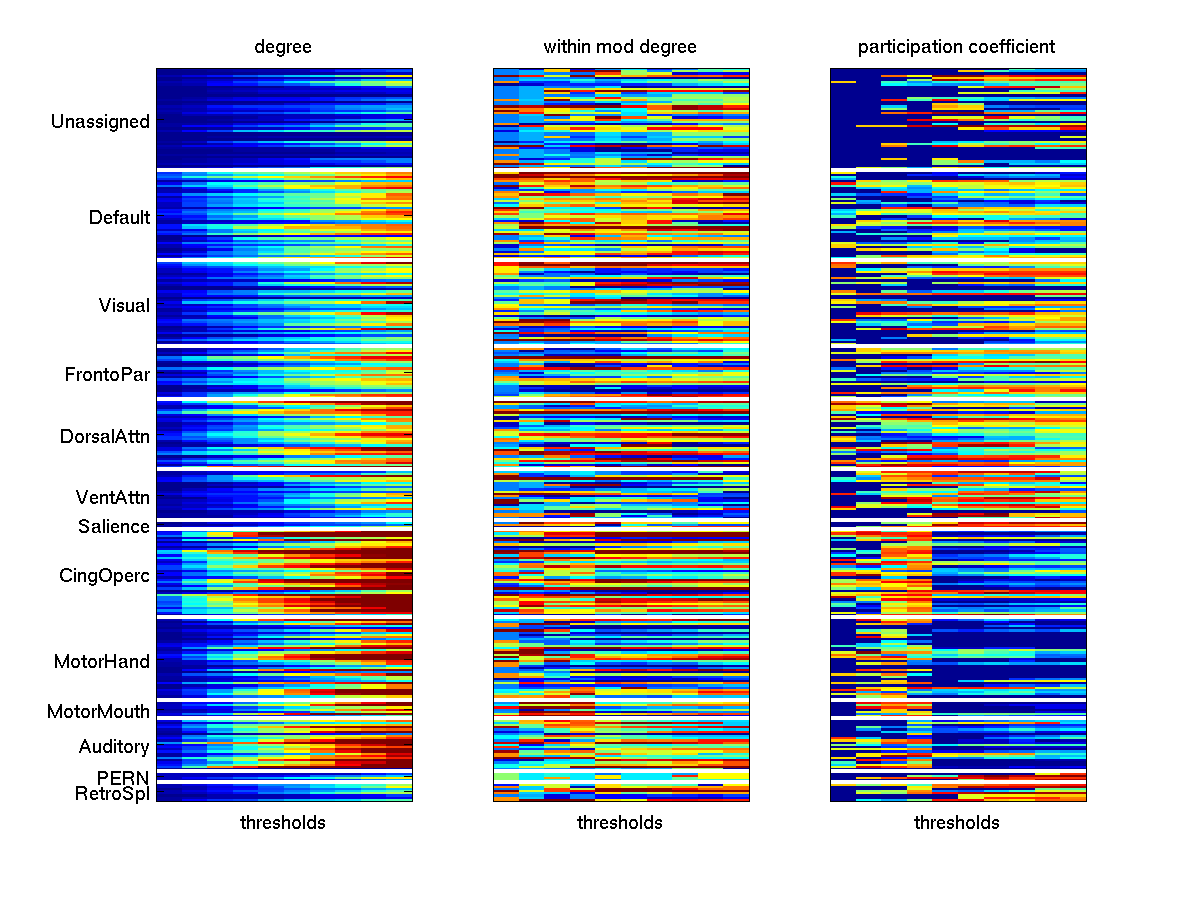 degree
within mod degree
participation coefficient
Unassigned
Default
Visual
FrontoPar
DorsalAttn
VentAttn
Salience
CingOperc
MotorHand
MotorMouth
Auditory
PERN
RetroSpl
thresholds
thresholds
thresholds